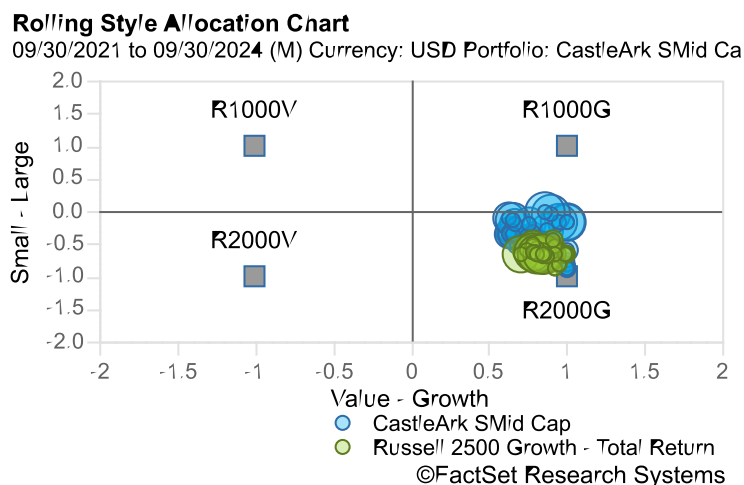 Rolling Style Allocation Chart
09/30/2021 to 09/30/2024 (M) Currency: USD Portfolio: CastleArk SMid Ca
2.0
1.5
1.0
0.5
0.0
-0.5
-1.0
-1.5
-2.0
Small - Large
R1000V
R1000G
R2000V
R2000G
-2
-1.5
-1
-0.5
0
0.5
1
1.5
2
Value - Growth
CastleArk SMid Cap
Russell 2500 Growth - Total Return
©FactSet Research Systems